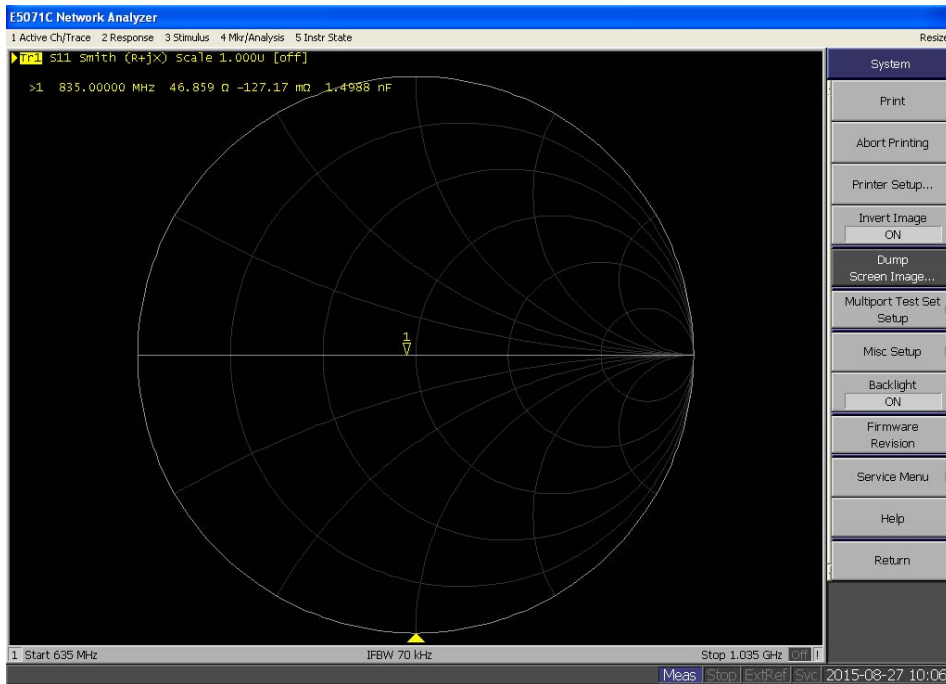 E5071C Network Analyzer
1 Active Ch/Trace 2 Response 3 Stimulus 4 Mkr/Analysis 5 Instr State
Resize
Tr1 S11 Smith (R+jX) Scale 1.000U [off]
>1 835.00000 MHz 46.859 Ω -127.17 mΩ 1.4988 nF
1
System
Print
Abort Printing
Printer Setup...
Invert Image
ON
Dump
Screen Image...
Multiport Test Set
Setup
Misc Setup
Backlight
ON
Firmware
Revision
Service Menu
Help
Return
1 Start 635 MHz IFBW 70 kHz Stop 1.035 GHz Off !
Meas Stop ExtRef Svc 2015-08-27 10:06